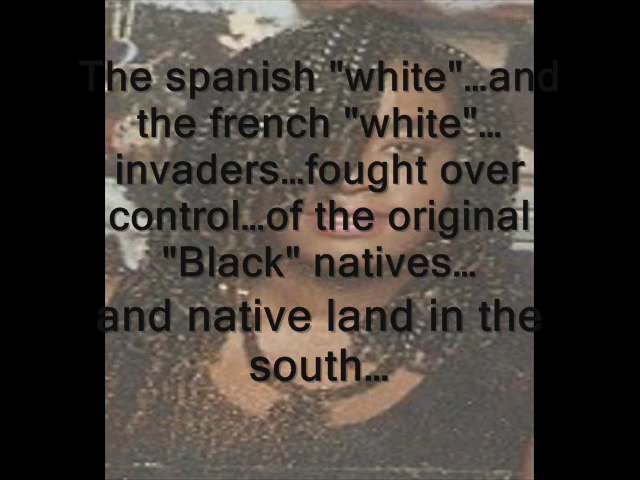 The spanish "white"...and
the french "white"...
invaders...fought over
control...of the original
"Black" natives...
and native land in the
south...